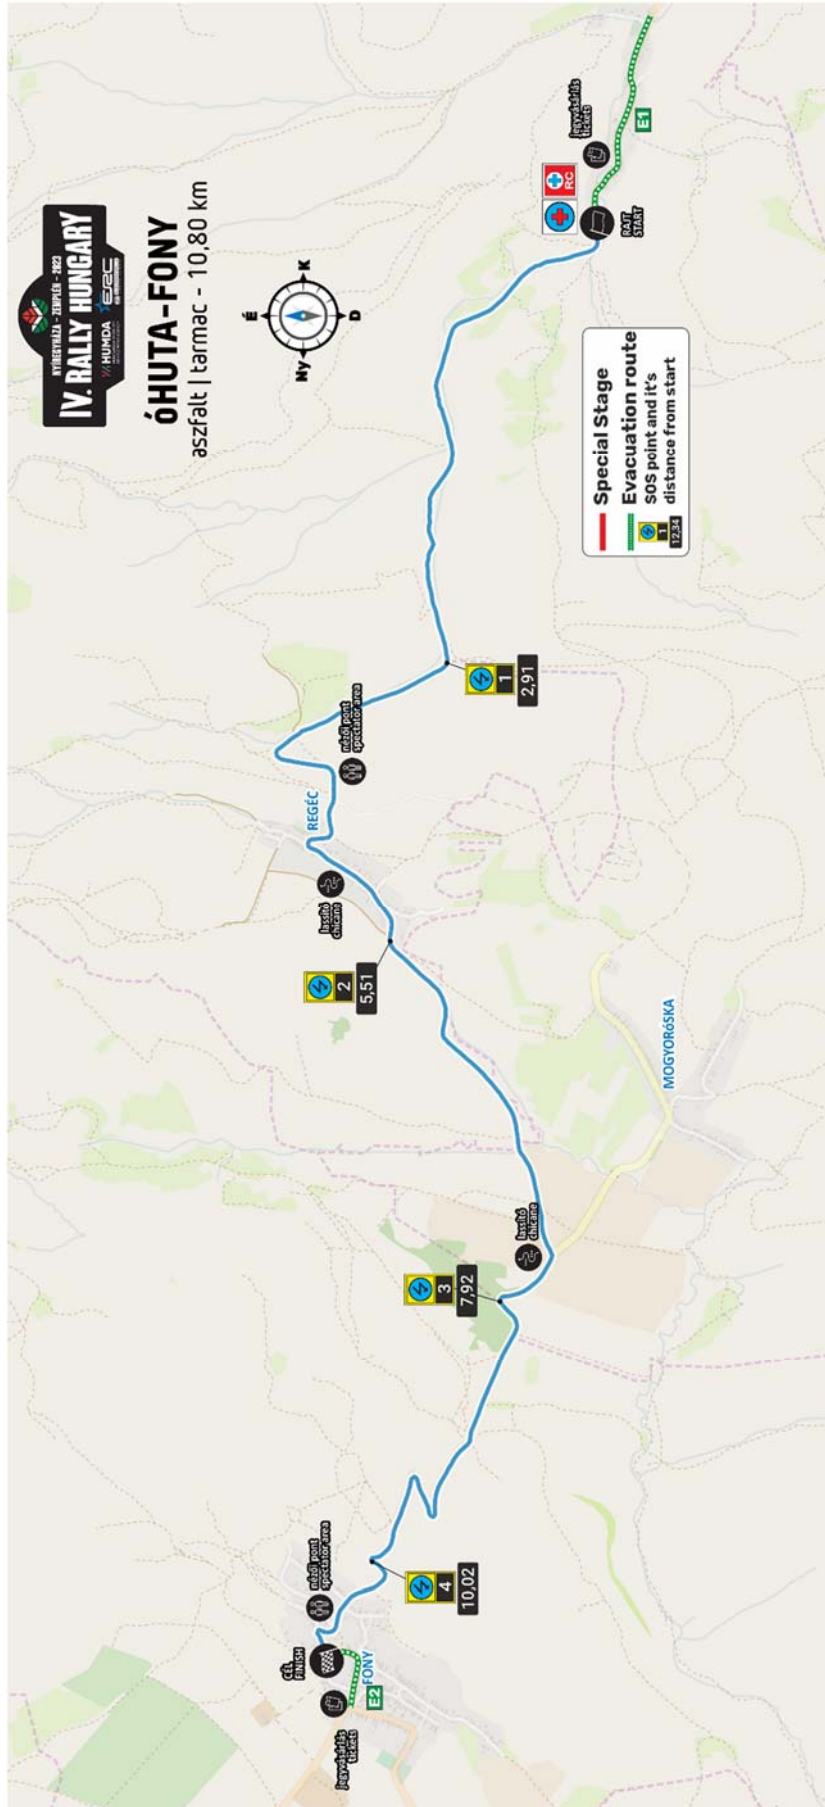 NYÍREGYHÁZA - ZEMPLÉN - 2023
IV. RALLY HUNGARY
HUMDA ERC
óHUTA-FONY
aszfalt | tarmac - 10,80 km
É
Ny
K
D
jegyvásárlás
tickets
E2
FONY
CÉL
FINISH
nézői pont
spectator area
4
10,02
3
7,92
lassító
chicane
MOGYORóSKA
2
5,51
lassító
chicane
REGÉC
nézői pont
spectator area
1
2,91
RC
RAJT
START
jegyvásárlás
tickets
E1
Special Stage
Evacuation route
SOS point and it's
distance from start
1
12,34